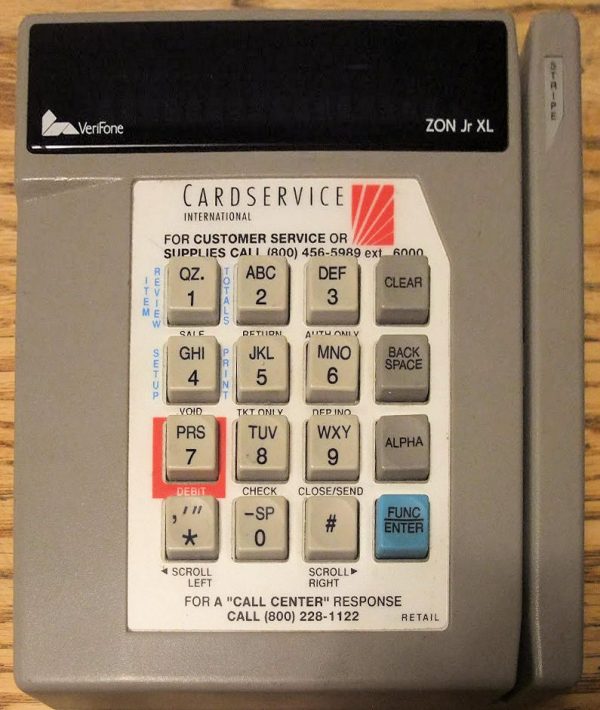 VeriFone
ZON Jr XL
STRIPE
CARDSERVICE
INTERNATIONAL
FOR CUSTOMER SERVICE OR
SUPPLIES CALL (800) 456-5989 ext. 6000
REVIEW
ITEM
TOTALS
QZ. ABC DEF CLEAR
1 2 3
SALE RETURN AUTH ONLY
SETUP
PRINT
GHI JKL MNO BACK
4 5 6 SPACE
VOID TKT ONLY DEP.INQ
PRS TUV WXY ALPHA
7 8 9
DEBIT CHECK CLOSE/SEND
,'" -SP # FUNC
* 0 ENTER
◄ SCROLL SCROLL►
LEFT RIGHT
FOR A "CALL CENTER" RESPONSE
CALL (800) 228-1122
RETAIL